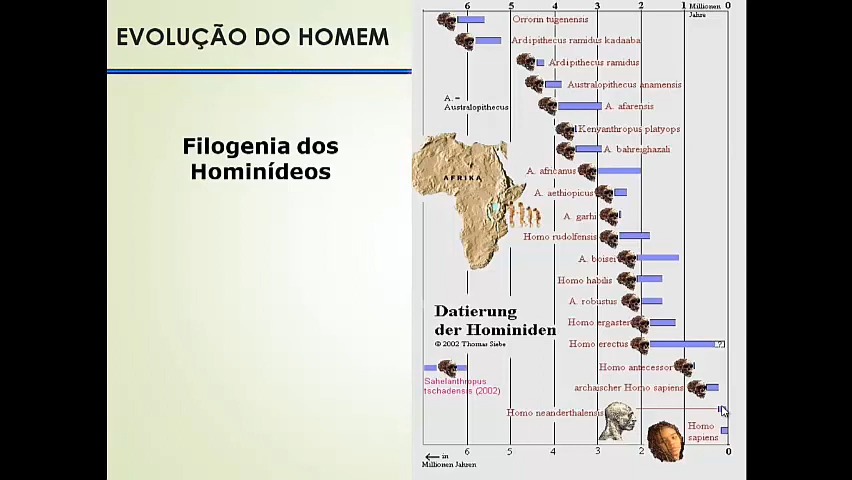 EVOLUÇÃO DO HOMEM
Filogenia dos
Hominídeos
6 5 4 3 2 1 Millionen 0
Jahre
Orrorin tugenensis
Ardipithecus ramidus kadaaba
Ardipithecus ramidus
Australopithecus anamensis
A. =
Australopithecus
A. afarensis
Kenyanthropus platyops
A. bahrelghazali
A. africanus
AFRIKA
A. aethiopicus
A. garhi
Homo rudolfensis
A. boisei
Homo habilis
A. robustus
Datierung
der Hominiden
© 2002 Thomas Siebe
Homo ergaster
Homo erectus
?
Homo antecessor
Sahelanthropus
tschadensis (2002)
archaischer Homo sapiens
Homo neanderthalensis
Homo
sapiens
6 5 4 3 2 1 0
in
Millionen Jahren